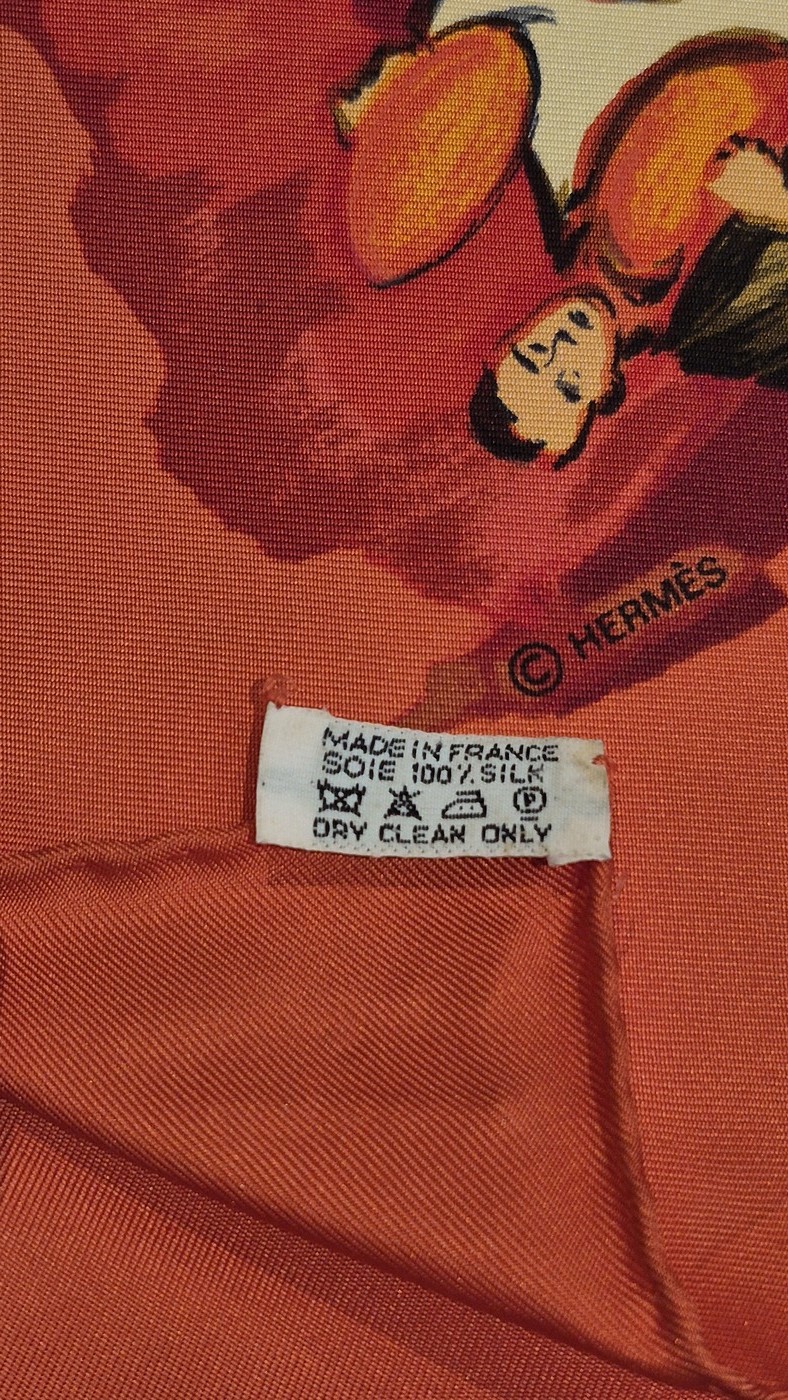 © HERMÈS
MADE IN FRANCE
SOIE 100% SILK
P
DRY CLEAN ONLY